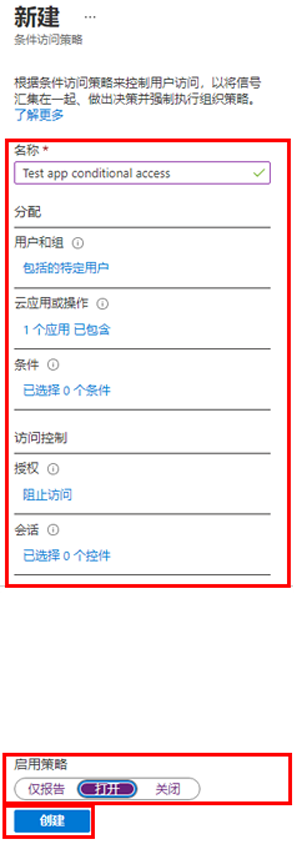 新建 ...
条件访问策略
根据条件访问策略来控制用户访问，以将信号
汇集在一起、做出决策并强制执行组织策略。
了解更多
名称 *
Test app conditional access
分配
用户和组
包括的特定用户
云应用或操作
1 个应用 已包含
条件
已选择 0 个条件
访问控制
授权
阻止访问
会话
已选择 0 个控件
启用策略
仅报告 打开 关闭
创建